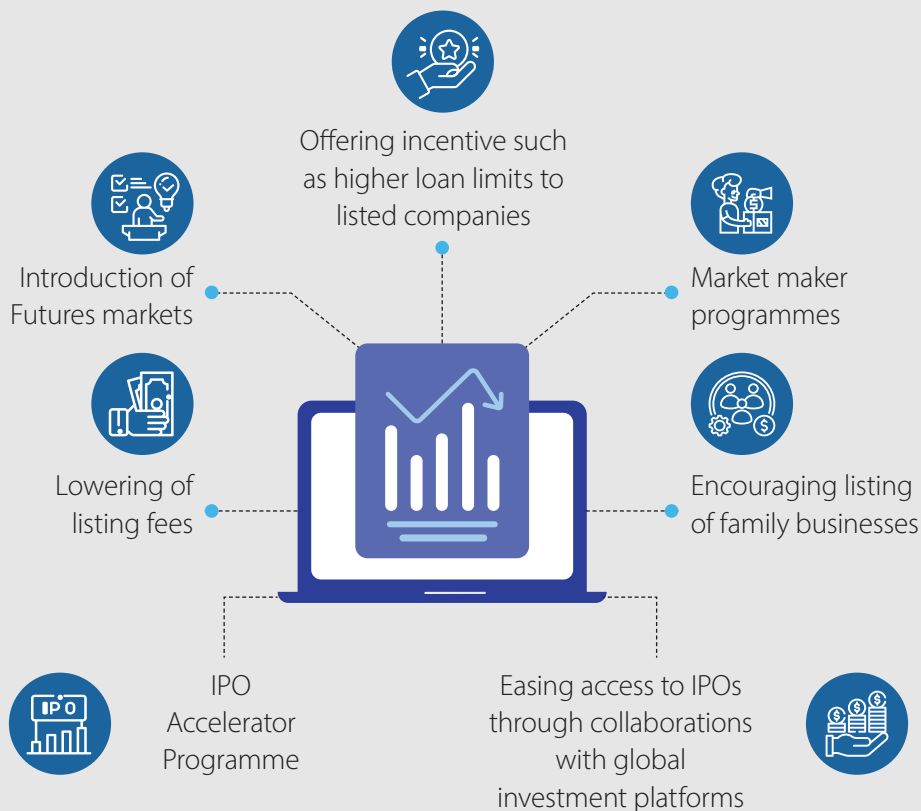 Offering incentive such
as higher loan limits to
listed companies
Introduction of
Futures markets
Market maker
programmes
Lowering of
listing fees
Encouraging listing
of family businesses
IPO
IPO
Accelerator
Programme
Easing access to IPOs
through collaborations
with global
investment platforms